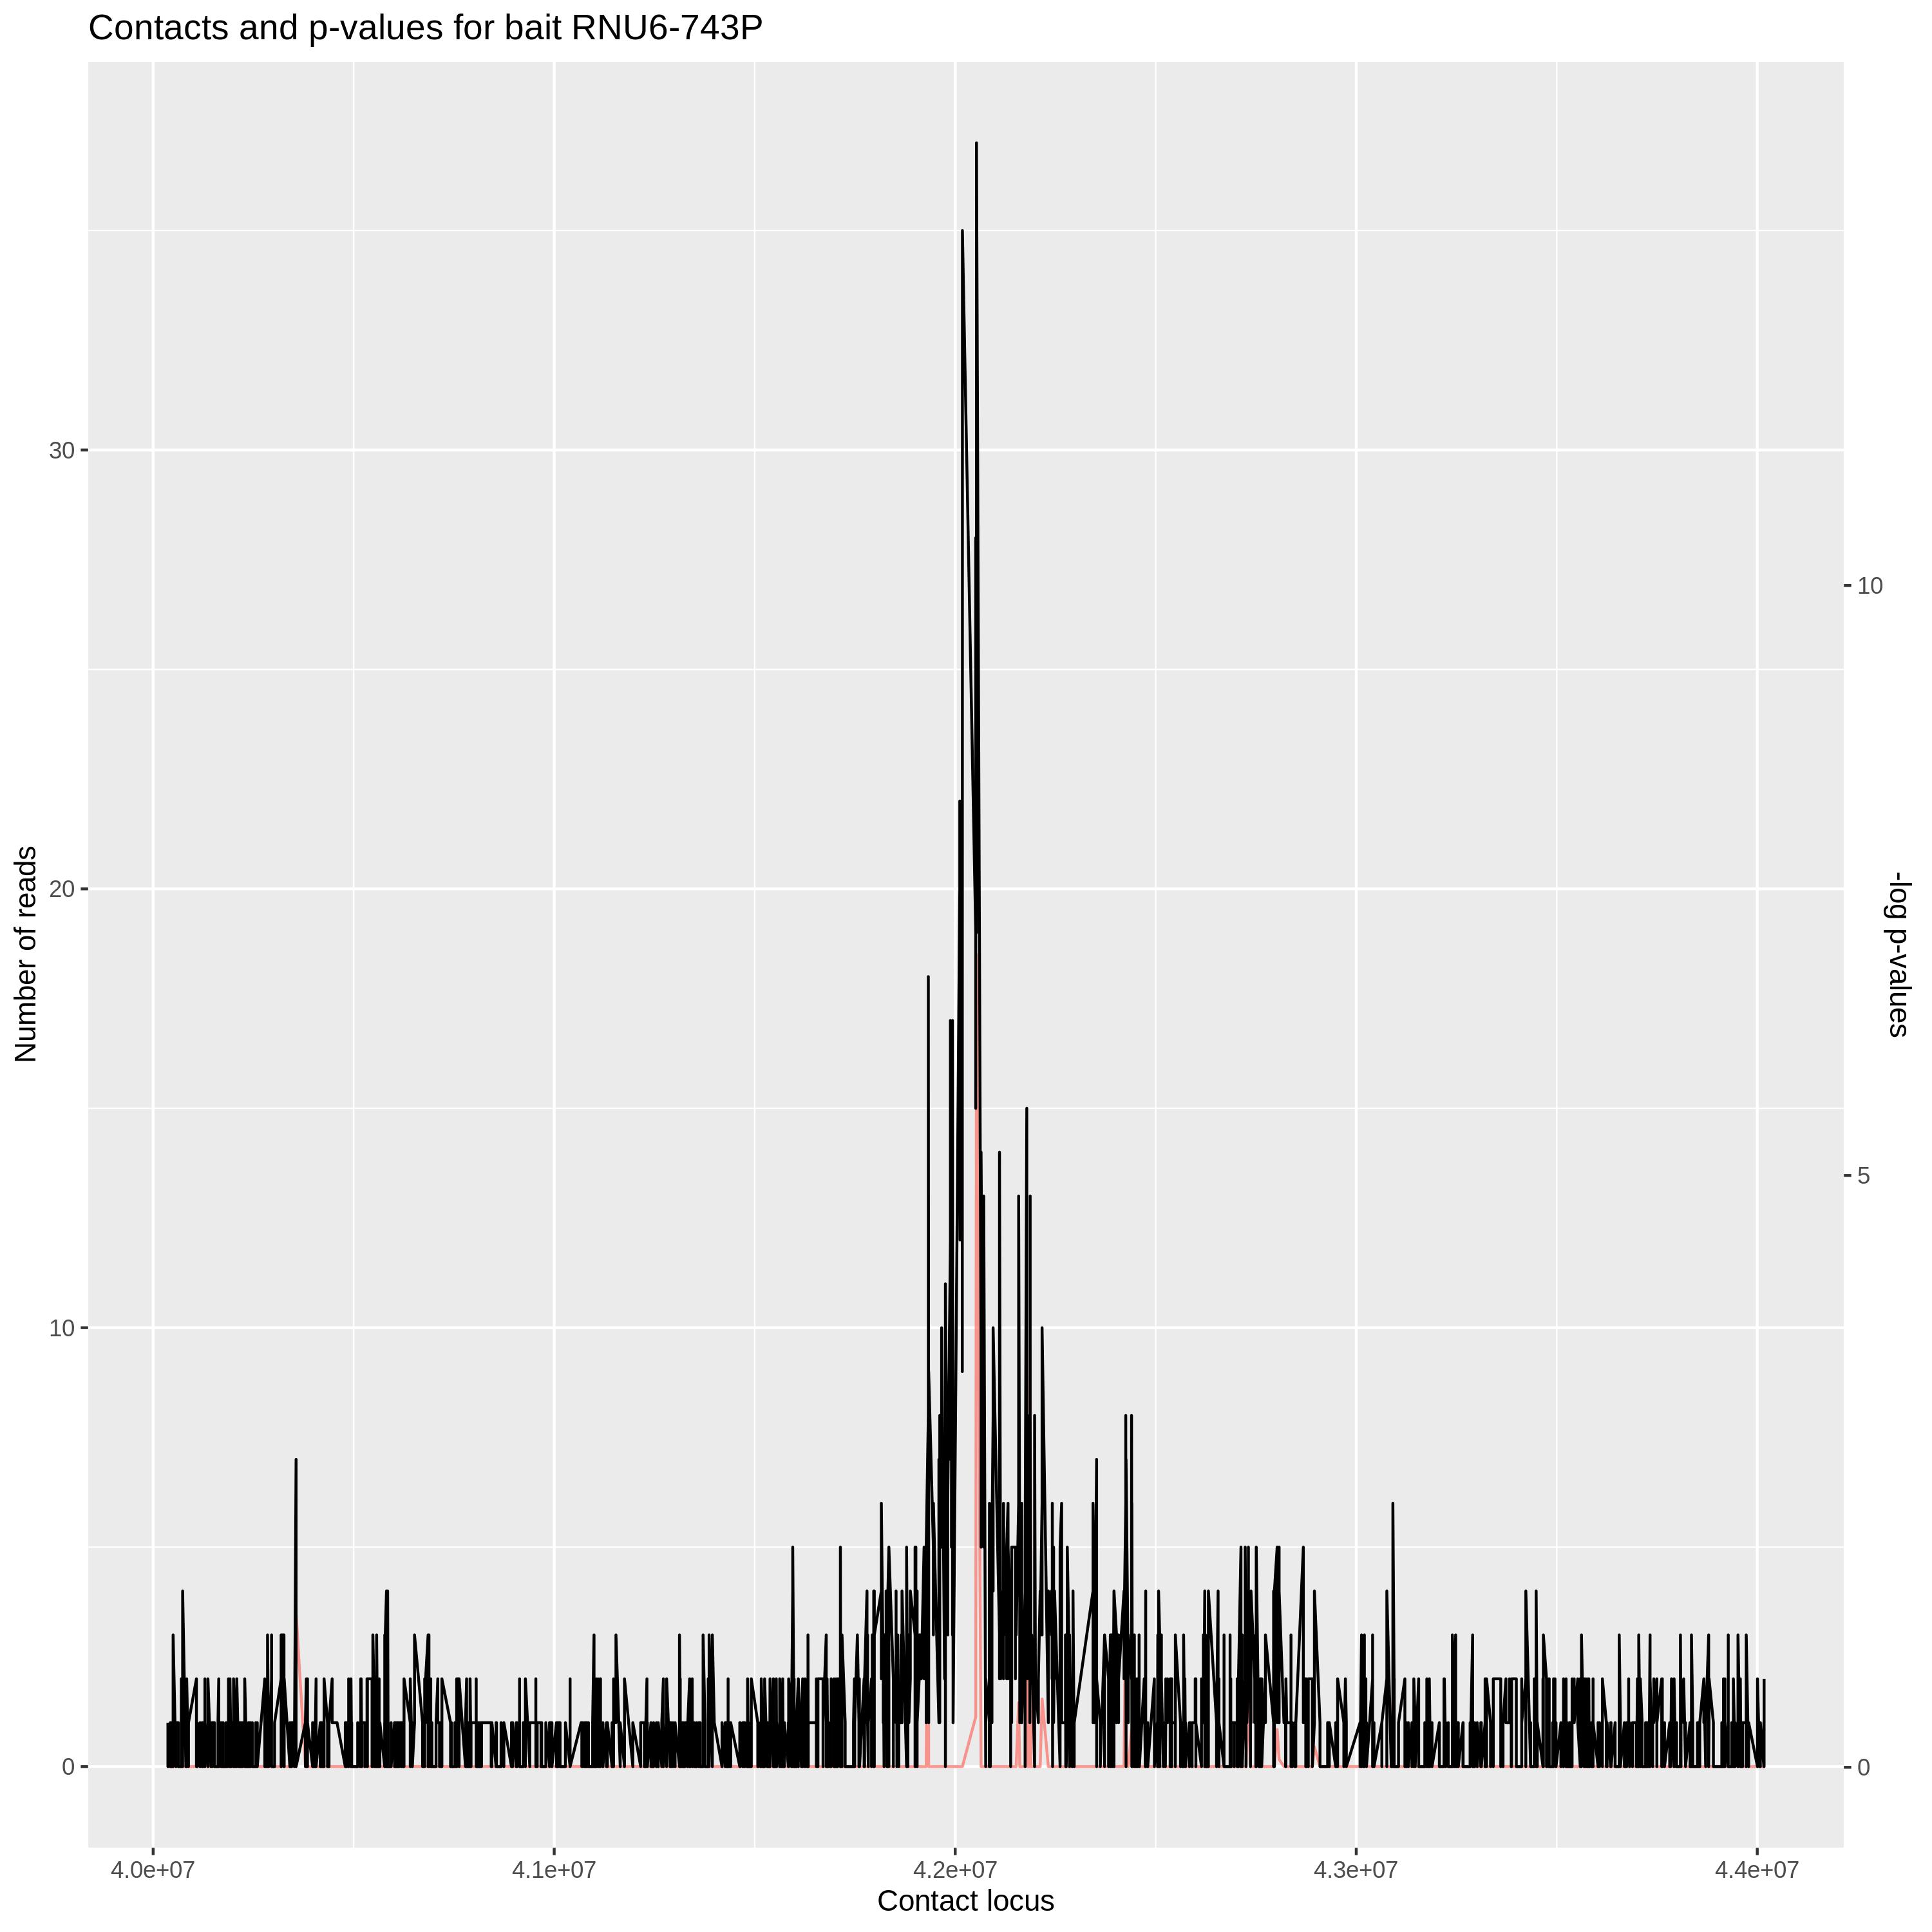 Contacts and p-values for bait RNU6-743P
30
20
10
0
Number of reads
10
5
0
-log p-values
4.0e+07
4.1e+07
4.2e+07
4.3e+07
4.4e+07
Contact locus